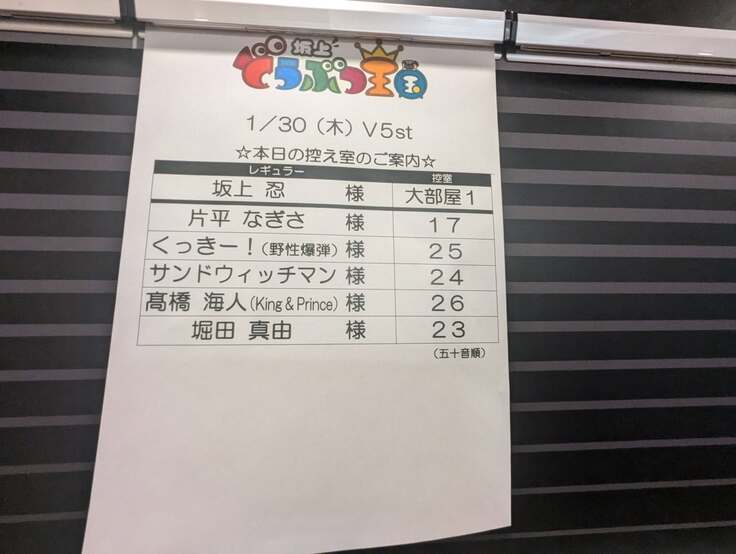 坂上
どうぶつ王国
1/30(木)V5st
☆本日の控え室のご案内☆
レギュラー 控室
坂上 忍 様 大部屋1
片平 なぎさ 様 17
くっきー!(野性爆弾) 様 25
サンドウィッチマン 様 24
髙橋 海人(King & Prince) 様 26
堀田 真由 様 23
(五十音順)